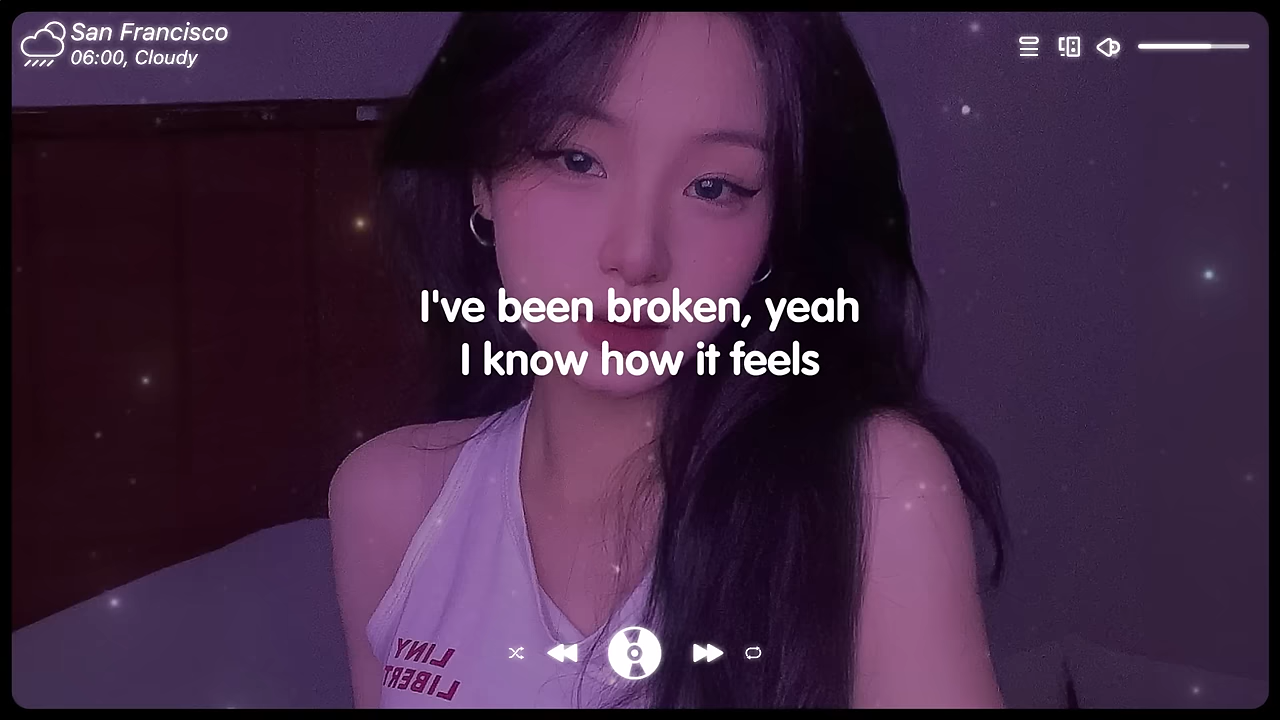 San Francisco
06:00, Cloudy
I've been broken, yeah
I know how it feels
LINY
LIBERT